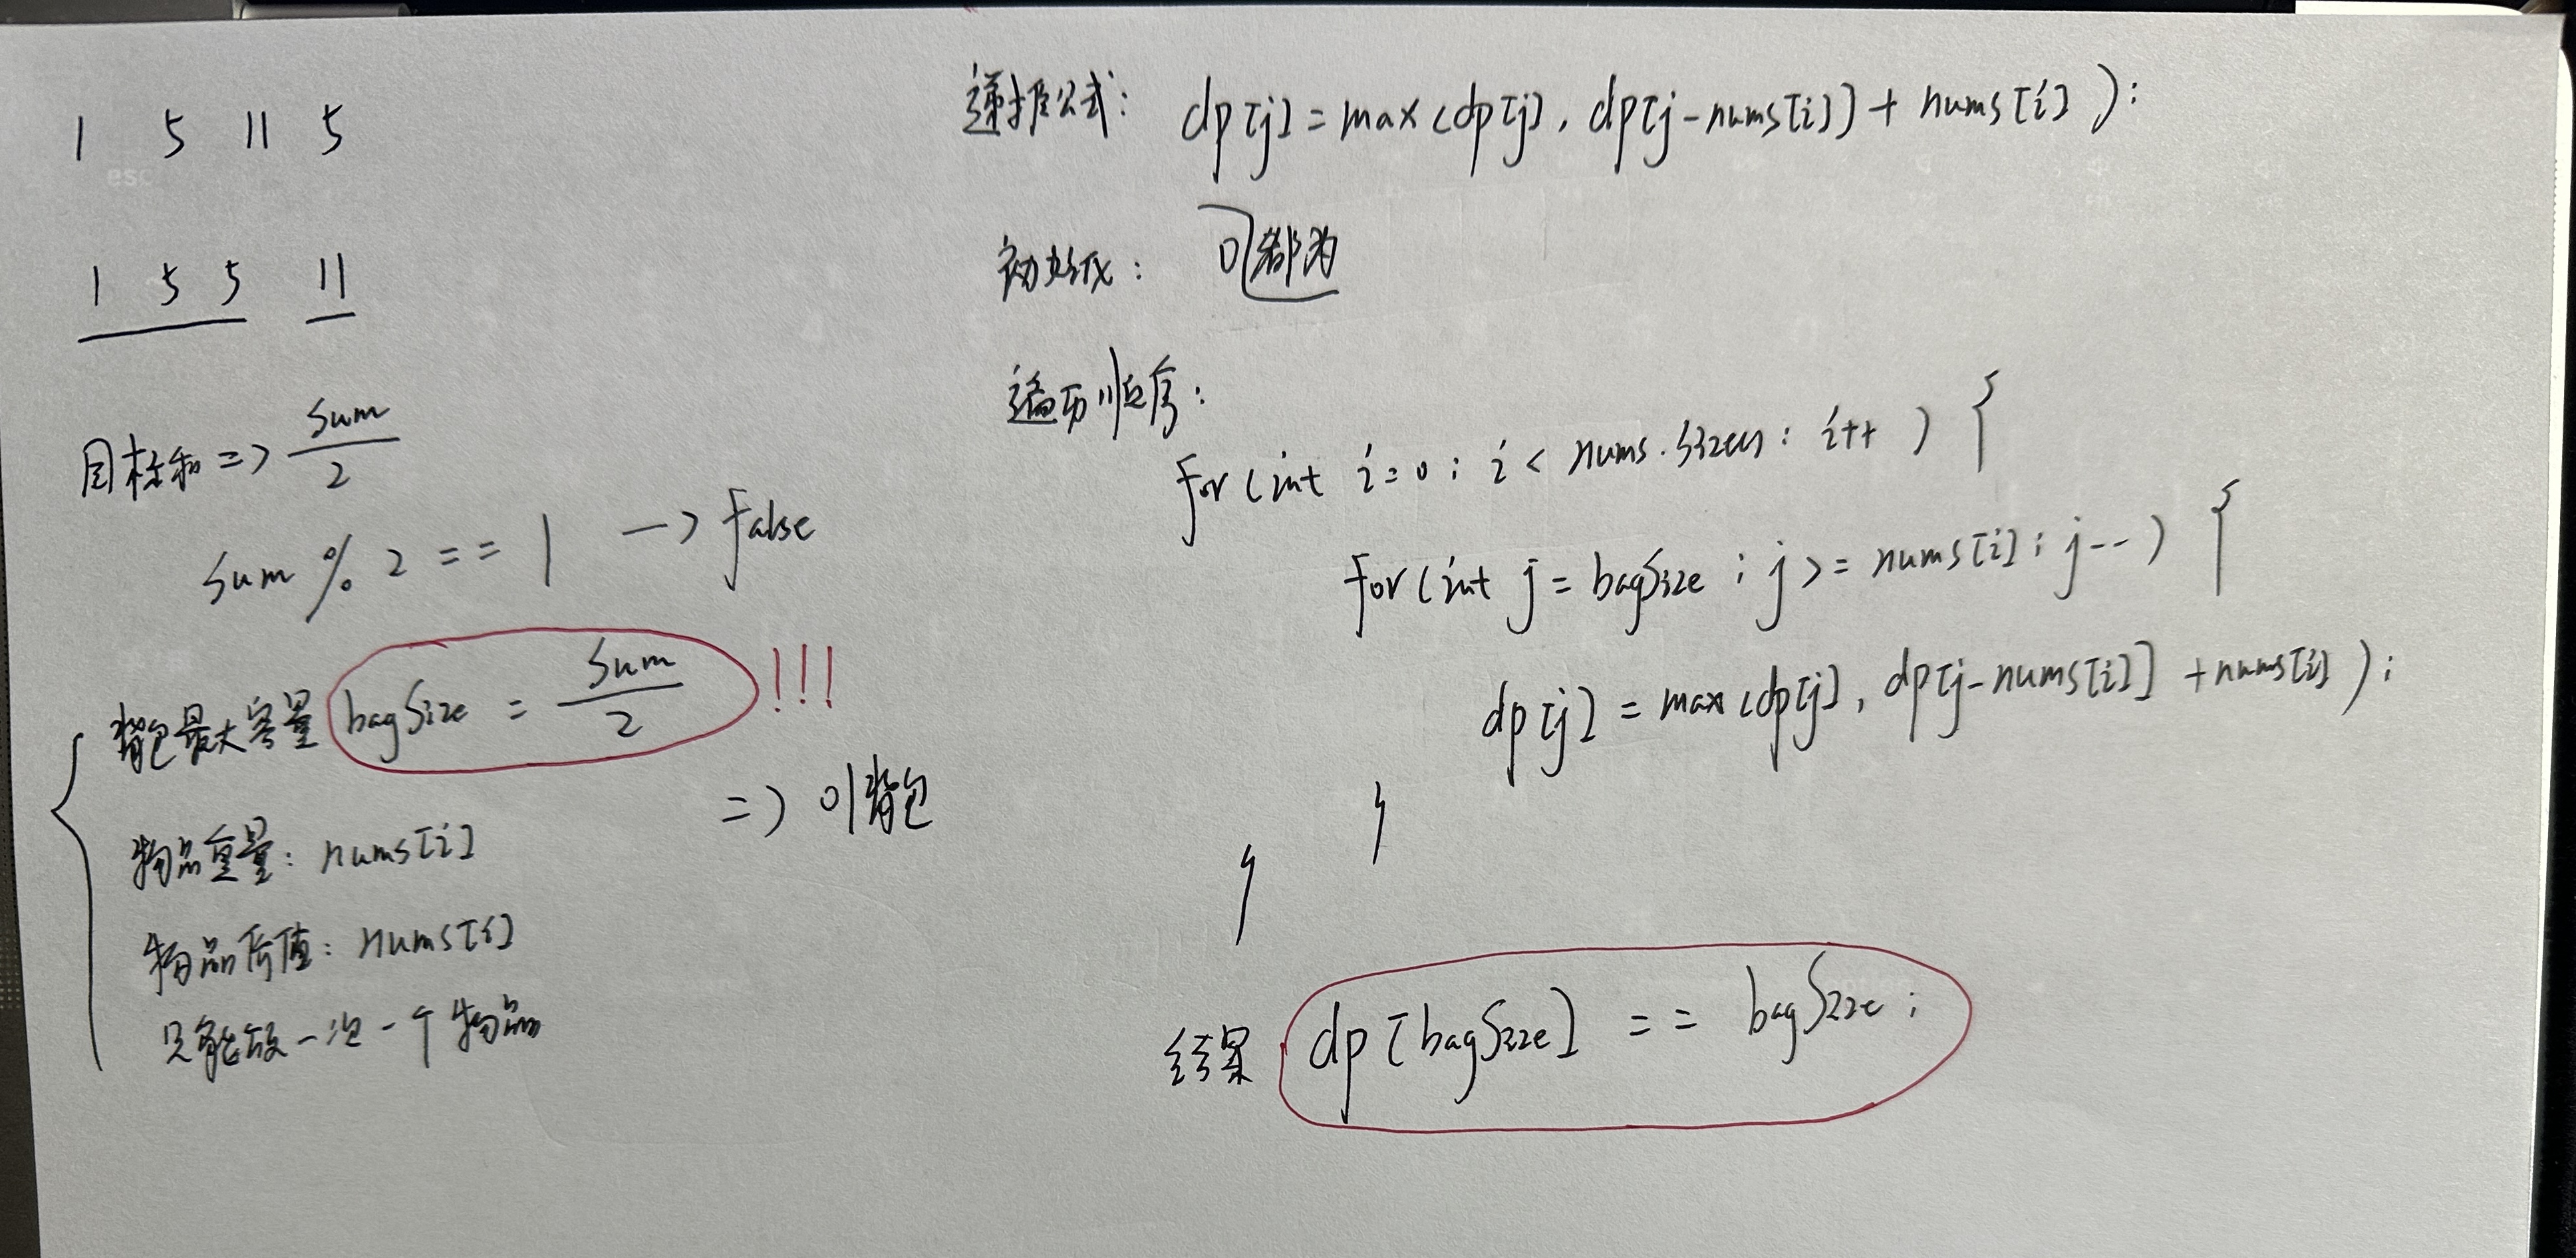 1 5 11 5
1 5 5 11
目标和 => sum/2
sum % 2 == 1 -> false
背包最大容量 bagSize = sum/2 !!!
物品重量: nums[i]
物品价值: nums[i]
只能放一次一个物品
=> 01背包
递推公式: dp[j] = max(dp[j], dp[j-nums[i]] + nums[i]);
初始化: 0 都为
遍历顺序:
for(int i=0; i < nums.size(); i++) {
for(int j = bagSize; j >= nums[i]; j--) {
dp[j] = max(dp[j], dp[j-nums[i]] + nums[i]);
}
}
结果 dp[bagSize] == bagSize;